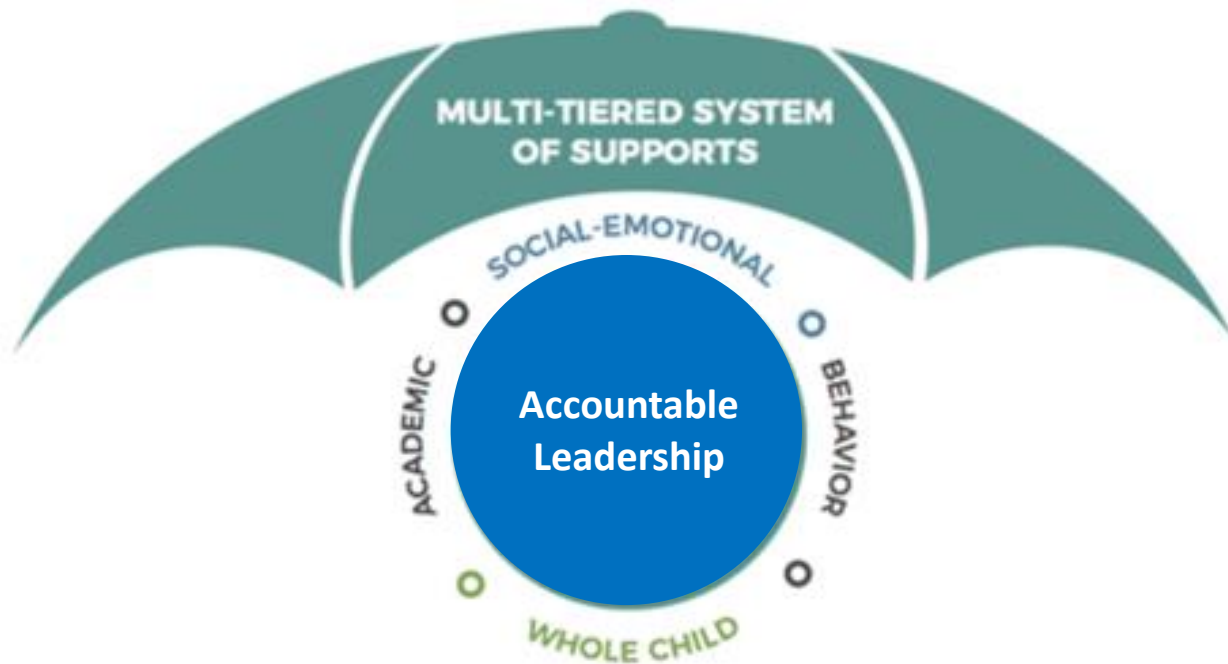 MULTI-TIERED SYSTEM
OF SUPPORTS
SOCIAL-EMOTIONAL
ACADEMIC
BEHAVIOR
Accountable
Leadership
WHOLE CHILD